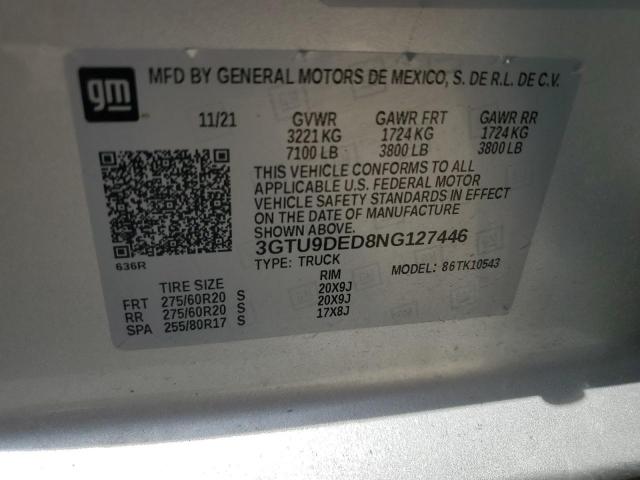 gm
MFD BY GENERAL MOTORS DE MEXICO, S. DE R.L. DE C.V.
11/21 GVWR GAWR FRT GAWR RR
3221 KG 1724 KG 1724 KG
7100 LB 3800 LB 3800 LB
THIS VEHICLE CONFORMS TO ALL
APPLICABLE U.S. FEDERAL MOTOR
VEHICLE SAFETY STANDARDS IN EFFECT
ON THE DATE OF MANUFACTURE
SHOWN ABOVE.
3GTU9DED8NG127446
636R TYPE: TRUCK MODEL: 86TK10543
TIRE SIZE RIM
FRT 275/60R20 S 20X9J
RR 275/60R20 S 20X9J
SPA 255/80R17 S 17X8J